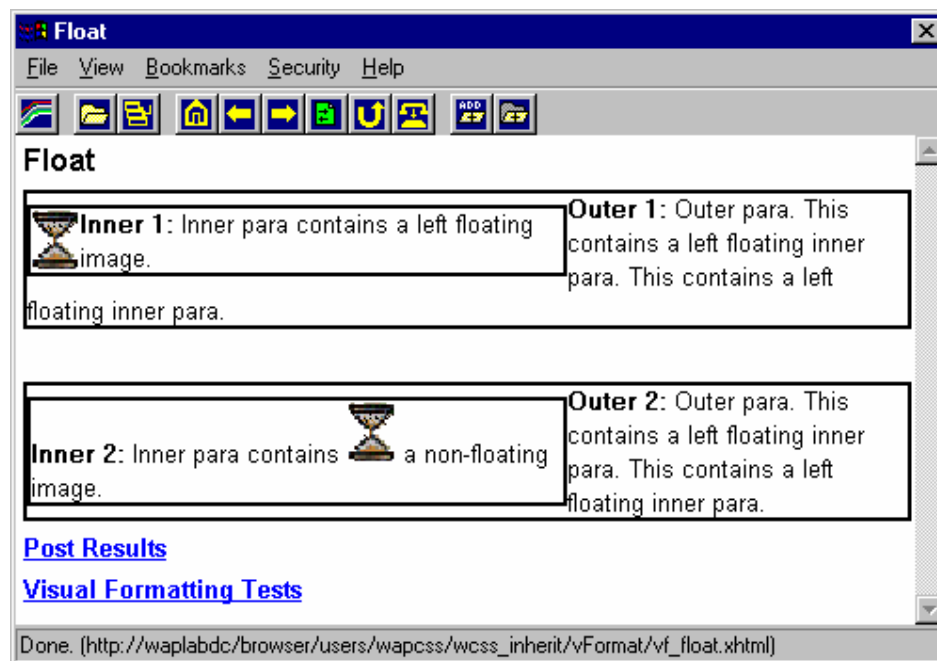 Float
File View Bookmarks Security Help
ADD
Float
Inner 1: Inner para contains a left floating
image.
Outer 1: Outer para. This
contains a left floating inner
para. This contains a left
floating inner para.
Inner 2: Inner para contains a non-floating
image.
Outer 2: Outer para. This
contains a left floating inner
para. This contains a left
floating inner para.
Post Results
Visual Formatting Tests
Done. (http://waplabdc/browser/users/wapcss/wcss_inherit/vFormat/vf_float.xhtml)